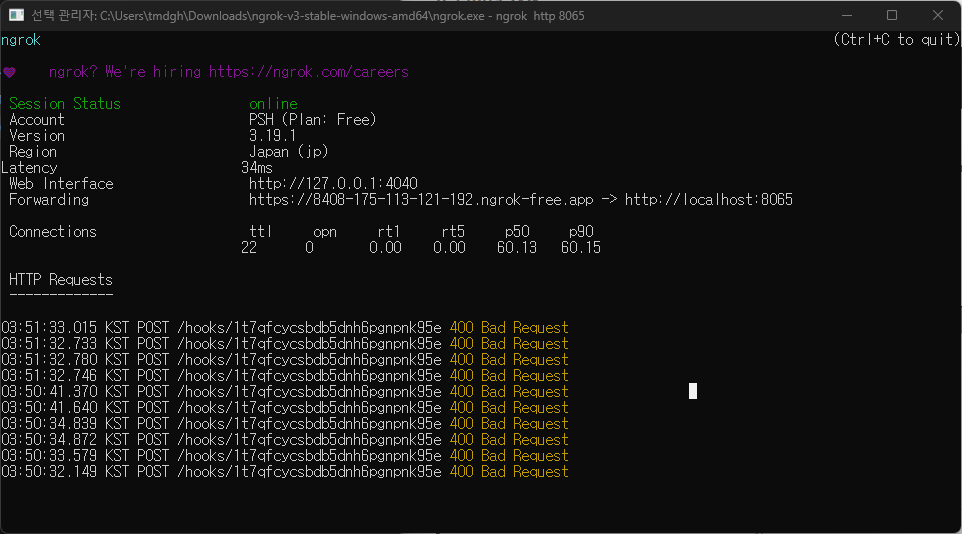 선택 관리자: C:\Users\tmdgh\Downloads\ngrok-v3-stable-windows-amd64\ngrok.exe - ngrok http 8065
ngrok (Ctrl+C to quit)
♥ ngrok? We're hiring https://ngrok.com/careers
Session Status online
Account PSH (Plan: Free)
Version 3.19.1
Region Japan (jp)
Latency 34ms
Web Interface http://127.0.0.1:4040
Forwarding https://8408-175-113-121-192.ngrok-free.app -> http://localhost:8065
Connections ttl opn rt1 rt5 p50 p90
22 0 0.00 0.00 60.13 60.15
HTTP Requests
-------------
03:51:33.015 KST POST /hooks/1t7qfcycsbdb5dnh6pgnpnk95e 400 Bad Request
03:51:32.733 KST POST /hooks/1t7qfcycsbdb5dnh6pgnpnk95e 400 Bad Request
03:51:32.780 KST POST /hooks/1t7qfcycsbdb5dnh6pgnpnk95e 400 Bad Request
03:51:32.746 KST POST /hooks/1t7qfcycsbdb5dnh6pgnpnk95e 400 Bad Request
03:50:41.370 KST POST /hooks/1t7qfcycsbdb5dnh6pgnpnk95e 400 Bad Request
03:50:41.640 KST POST /hooks/1t7qfcycsbdb5dnh6pgnpnk95e 400 Bad Request
03:50:34.839 KST POST /hooks/1t7qfcycsbdb5dnh6pgnpnk95e 400 Bad Request
03:50:34.872 KST POST /hooks/1t7qfcycsbdb5dnh6pgnpnk95e 400 Bad Request
03:50:33.579 KST POST /hooks/1t7qfcycsbdb5dnh6pgnpnk95e 400 Bad Request
03:50:32.149 KST POST /hooks/1t7qfcycsbdb5dnh6pgnpnk95e 400 Bad Request